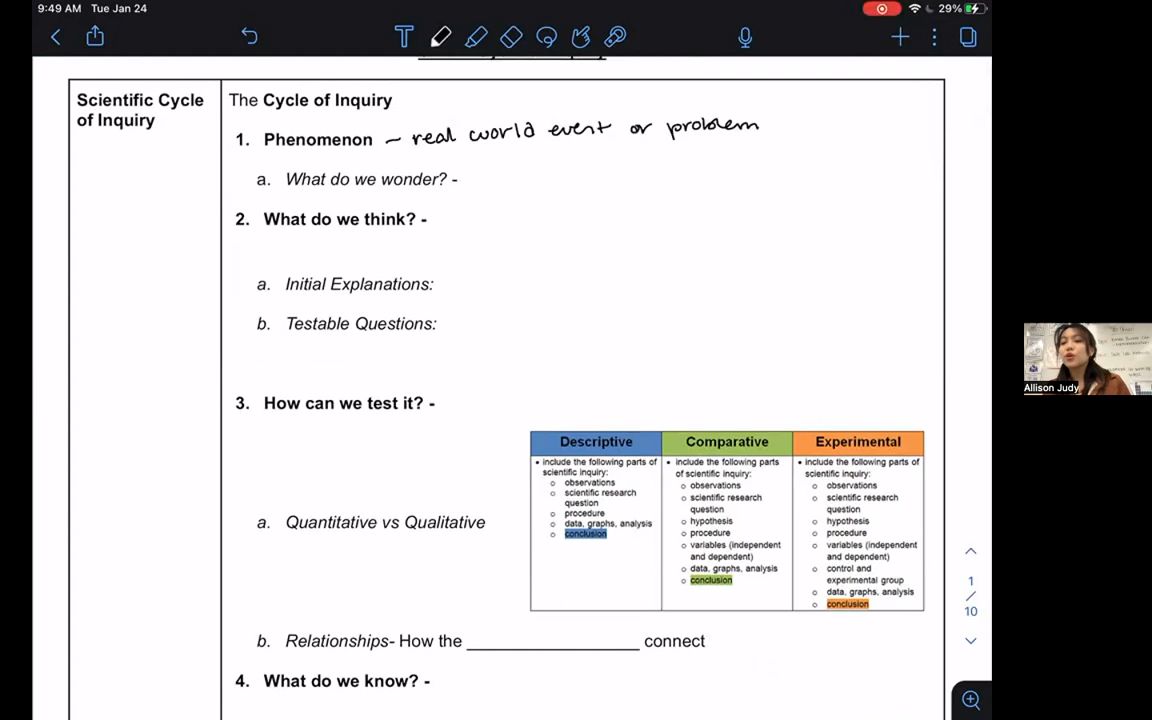 9:49 AM Tue Jan 24
29%
Scientific Cycle of Inquiry
The Cycle of Inquiry
1. Phenomenon - real world event or problem
a. What do we wonder? -
2. What do we think? -
a. Initial Explanations:
b. Testable Questions:
3. How can we test it? -
Descriptive
• include the following parts of
scientific inquiry:
o observations
o scientific research
question
o procedure
o data, graphs, analysis
o conclusion
Comparative
• include the following parts
of scientific inquiry:
o observations
o scientific research
question
o hypothesis
o procedure
o variables (independent
and dependent)
o data, graphs, analysis
o conclusion
Experimental
• include the following parts of
scientific inquiry:
o observations
o scientific research
question
o hypothesis
o procedure
o variables (independent
and dependent)
o control and
experimental group
o data, graphs, analysis
o conclusion
a. Quantitative vs Qualitative
b. Relationships- How the ________________ connect
4. What do we know? -
1
/
10
Allison Judy